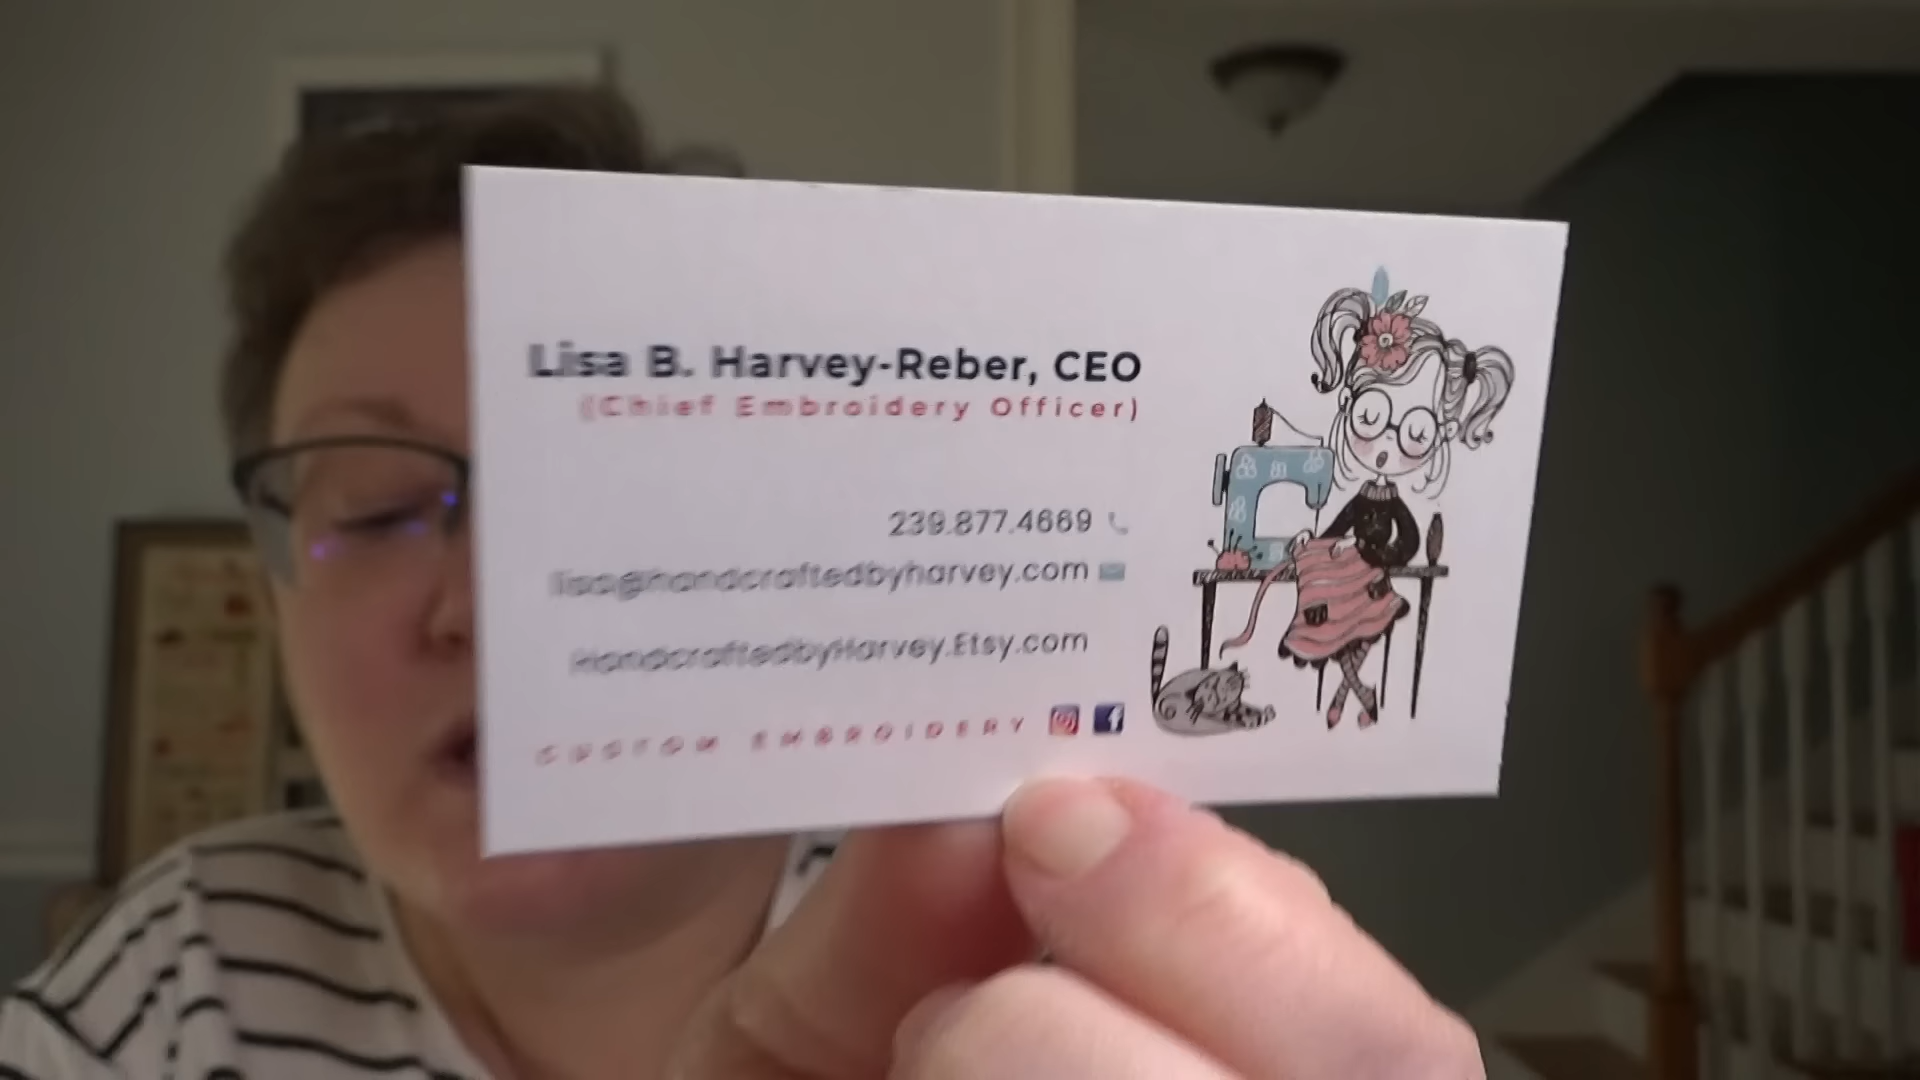 Lisa B. Harvey-Reber, CEO
(Chief Embroidery Officer)
239.877.4669
lisa@handcraftedbyharvey.com
HandcraftedbyHarvey.Etsy.com
CUSTOM EMBROIDERY